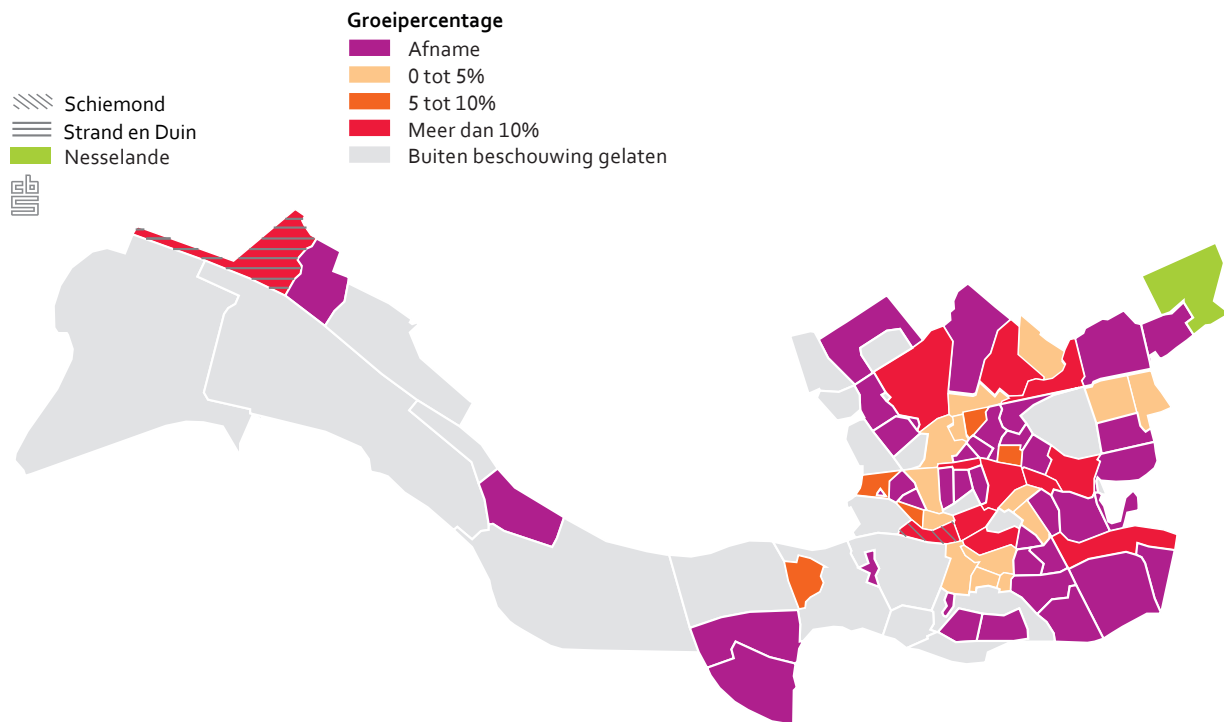 Groeipercentage
Afname
0 tot 5%
5 tot 10%
Meer dan 10%
Buiten beschouwing gelaten
Schiemond
Strand en Duin
Nesselande
cbs